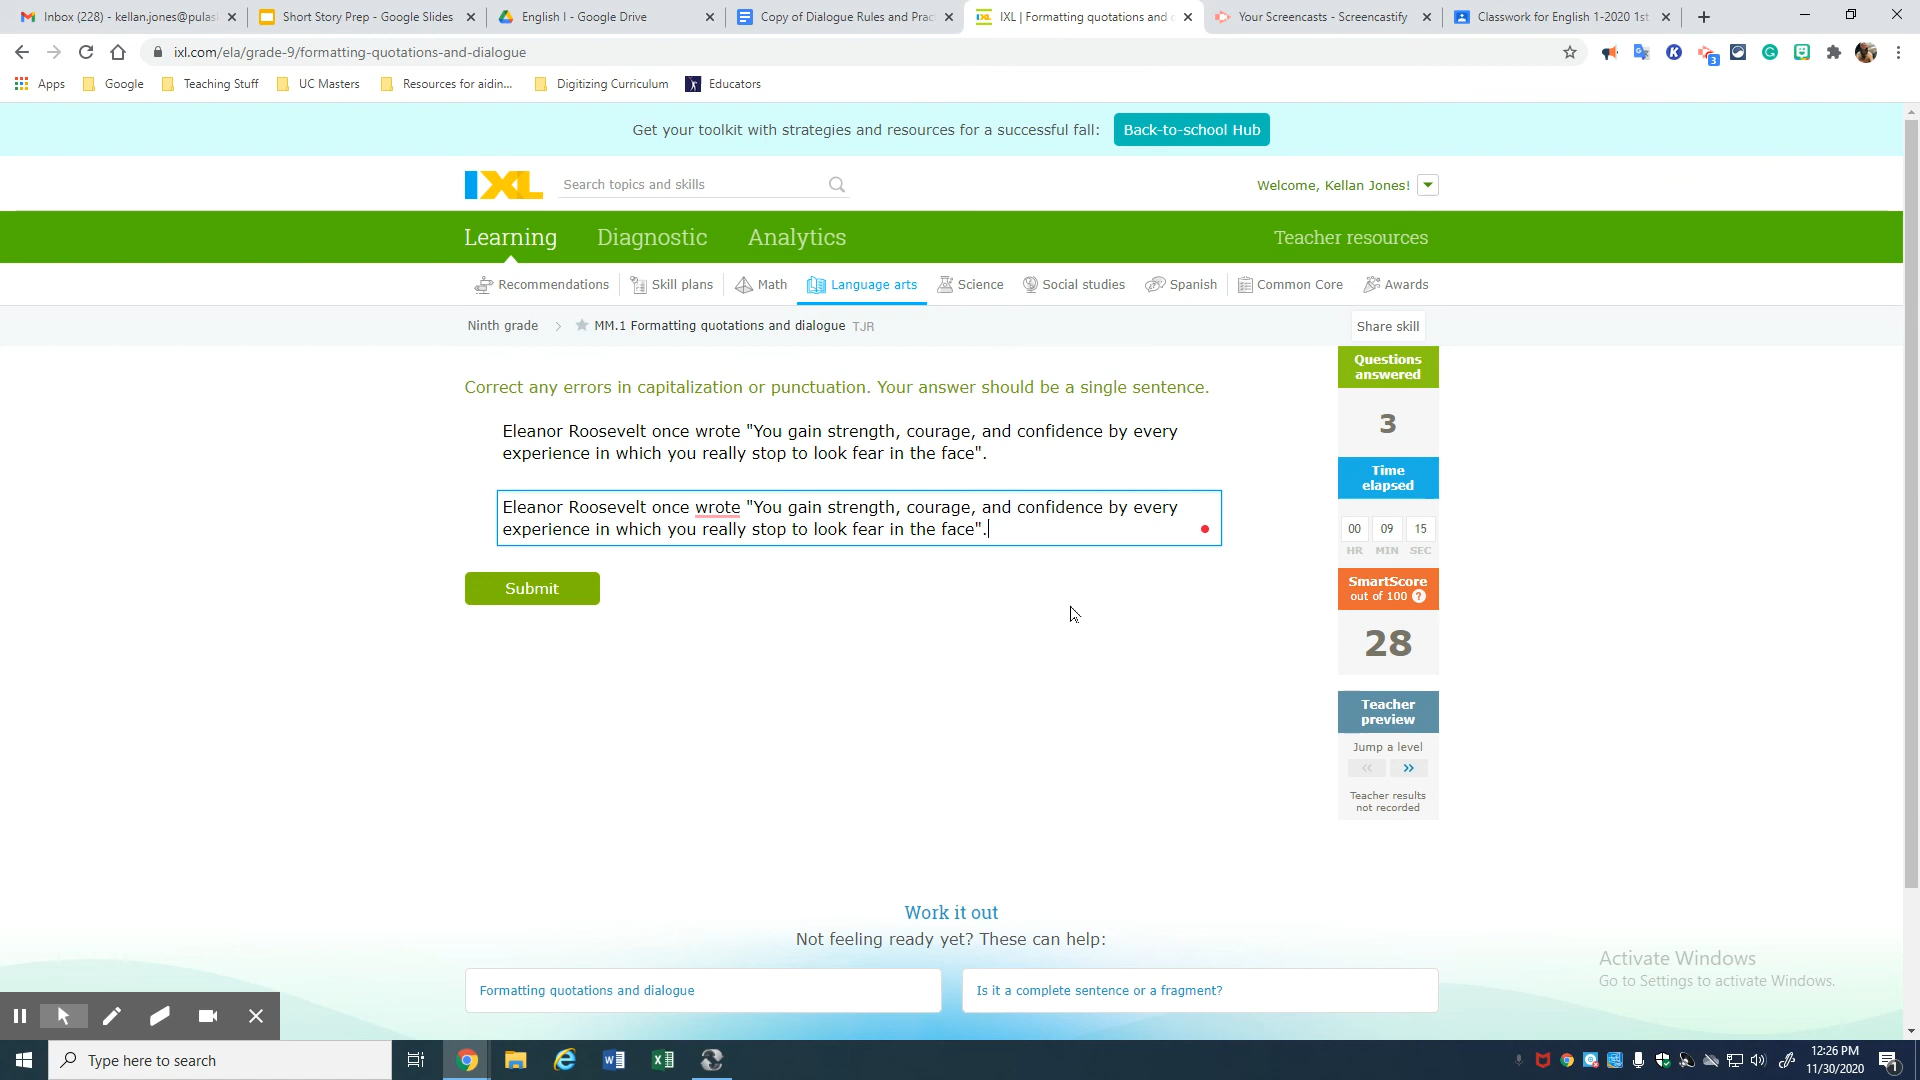 Inbox (228) - kellan.jones@pulas
Short Story Prep - Google Slides
English I - Google Drive
Copy of Dialogue Rules and Prac
IXL | Formatting quotations and
Your Screencasts - Screencastify
Classwork for English 1-2020 1st
ixl.com/ela/grade-9/formatting-quotations-and-dialogue
3
Apps
Google
Teaching Stuff
UC Masters
Resources for aidin...
Digitizing Curriculum
Educators
Get your toolkit with strategies and resources for a successful fall:
Back-to-school Hub
IXL
Search topics and skills
Welcome, Kellan Jones!
Learning
Diagnostic
Analytics
Teacher resources
Recommendations
Skill plans
Math
Language arts
Science
Social studies
Spanish
Common Core
Awards
Ninth grade
MM.1 Formatting quotations and dialogue TJR
Share skill
Correct any errors in capitalization or punctuation. Your answer should be a single sentence.
Eleanor Roosevelt once wrote "You gain strength, courage, and confidence by every
experience in which you really stop to look fear in the face".
Eleanor Roosevelt once wrote "You gain strength, courage, and confidence by every
experience in which you really stop to look fear in the face".
Submit
Questions
answered
3
Time
elapsed
00 09 15
HR MIN SEC
SmartScore
out of 100 ?
28
Teacher
preview
Jump a level
<< >>
Teacher results
not recorded
Work it out
Not feeling ready yet? These can help:
Formatting quotations and dialogue
Is it a complete sentence or a fragment?
Activate Windows
Go to Settings to activate Windows.
Type here to search
12:26 PM
11/30/2020
1